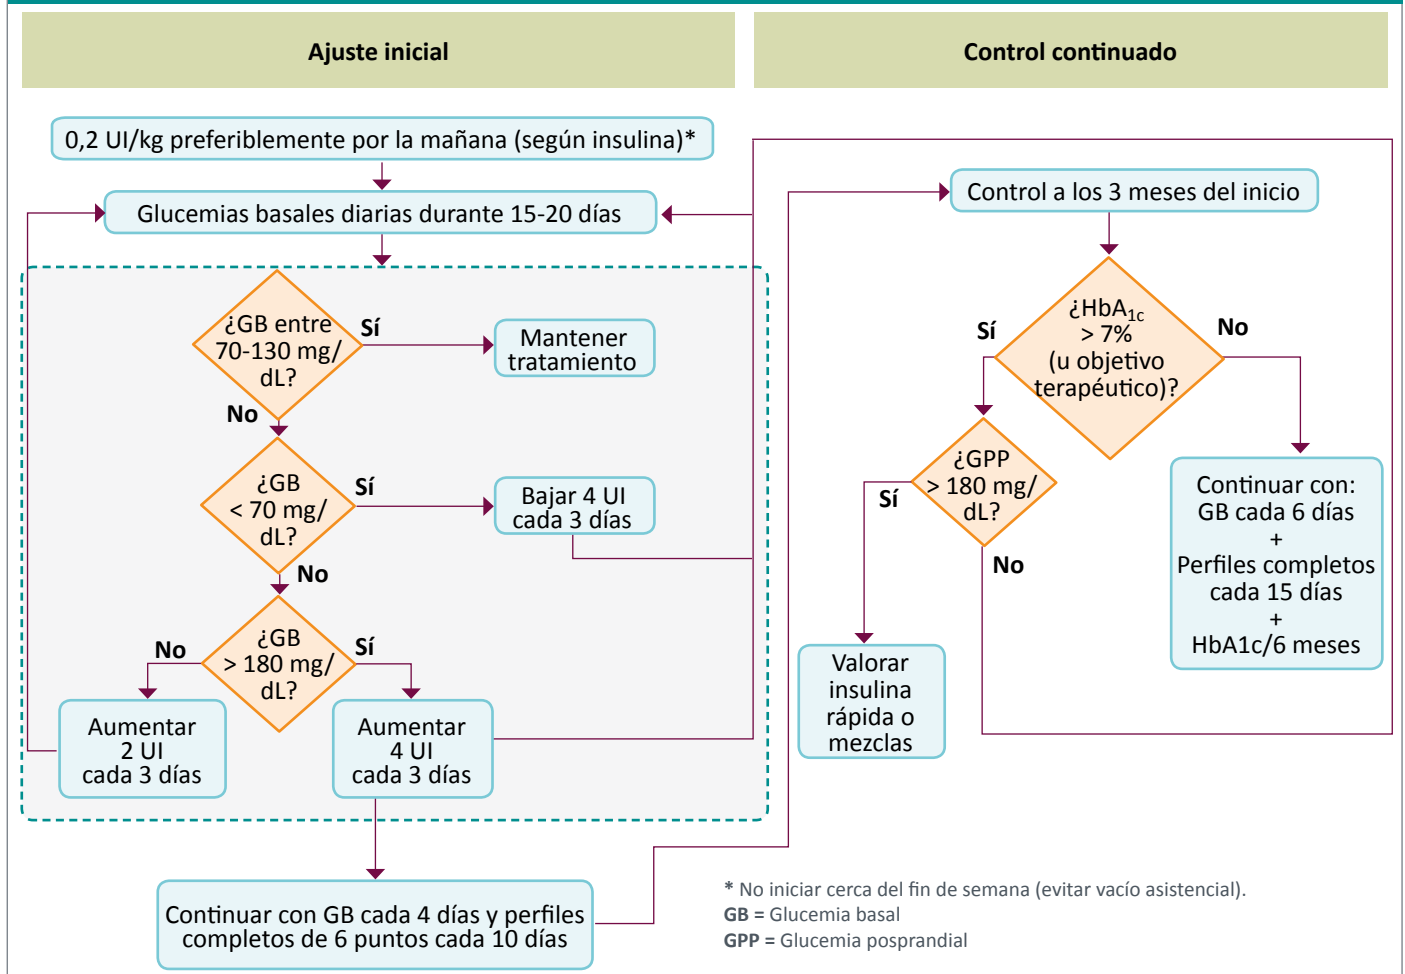 Ajuste inicial
Control continuado
0,2 UI/kg preferiblemente por la mañana (según insulina)*
Glucemias basales diarias durante 15-20 días
¿GB entre
70-130 mg/
dL?
Sí
Mantener
tratamiento
No
¿GB
< 70 mg/
dL?
Sí
Bajar 4 UI
cada 3 días
No
¿GB
> 180 mg/
dL?
No
Sí
Aumentar
2 UI
cada 3 días
Aumentar
4 UI
cada 3 días
Continuar con GB cada 4 días y perfiles
completos de 6 puntos cada 10 días
Control a los 3 meses del inicio
¿HbA1c
> 7%
(u objetivo
terapéutico)?
Sí
No
¿GPP
> 180 mg/
dL?
Sí
No
Valorar
insulina
rápida o
mezclas
Continuar con:
GB cada 6 días
+
Perfiles completos
cada 15 días
+
HbA1c/6 meses
* No iniciar cerca del fin de semana (evitar vacío asistencial).
GB = Glucemia basal
GPP = Glucemia posprandial